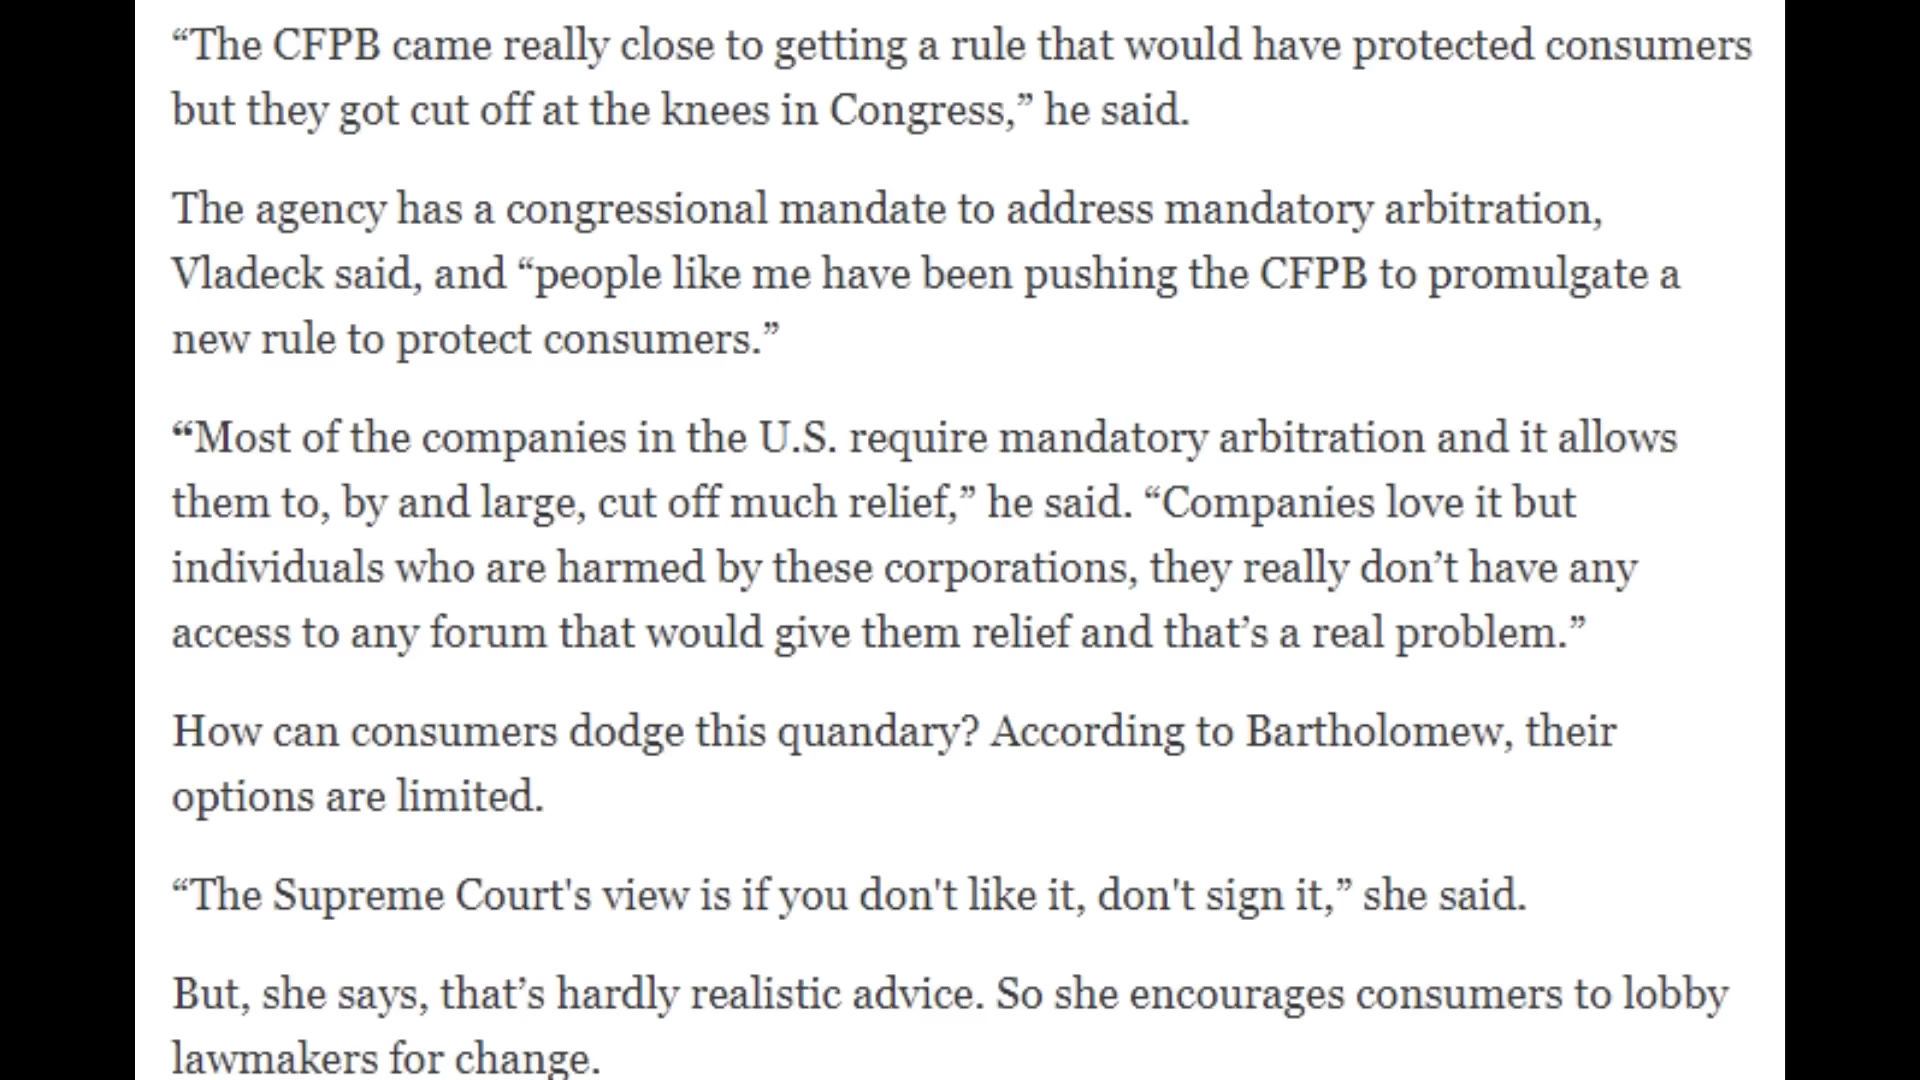 “The CFPB came really close to getting a rule that would have protected consumers
but they got cut off at the knees in Congress,” he said.
The agency has a congressional mandate to address mandatory arbitration,
Vladeck said, and “people like me have been pushing the CFPB to promulgate a
new rule to protect consumers.”
“Most of the companies in the U.S. require mandatory arbitration and it allows
them to, by and large, cut off much relief,” he said. “Companies love it but
individuals who are harmed by these corporations, they really don’t have any
access to any forum that would give them relief and that’s a real problem.”
How can consumers dodge this quandary? According to Bartholomew, their
options are limited.
“The Supreme Court's view is if you don't like it, don't sign it,” she said.
But, she says, that’s hardly realistic advice. So she encourages consumers to lobby
lawmakers for change.